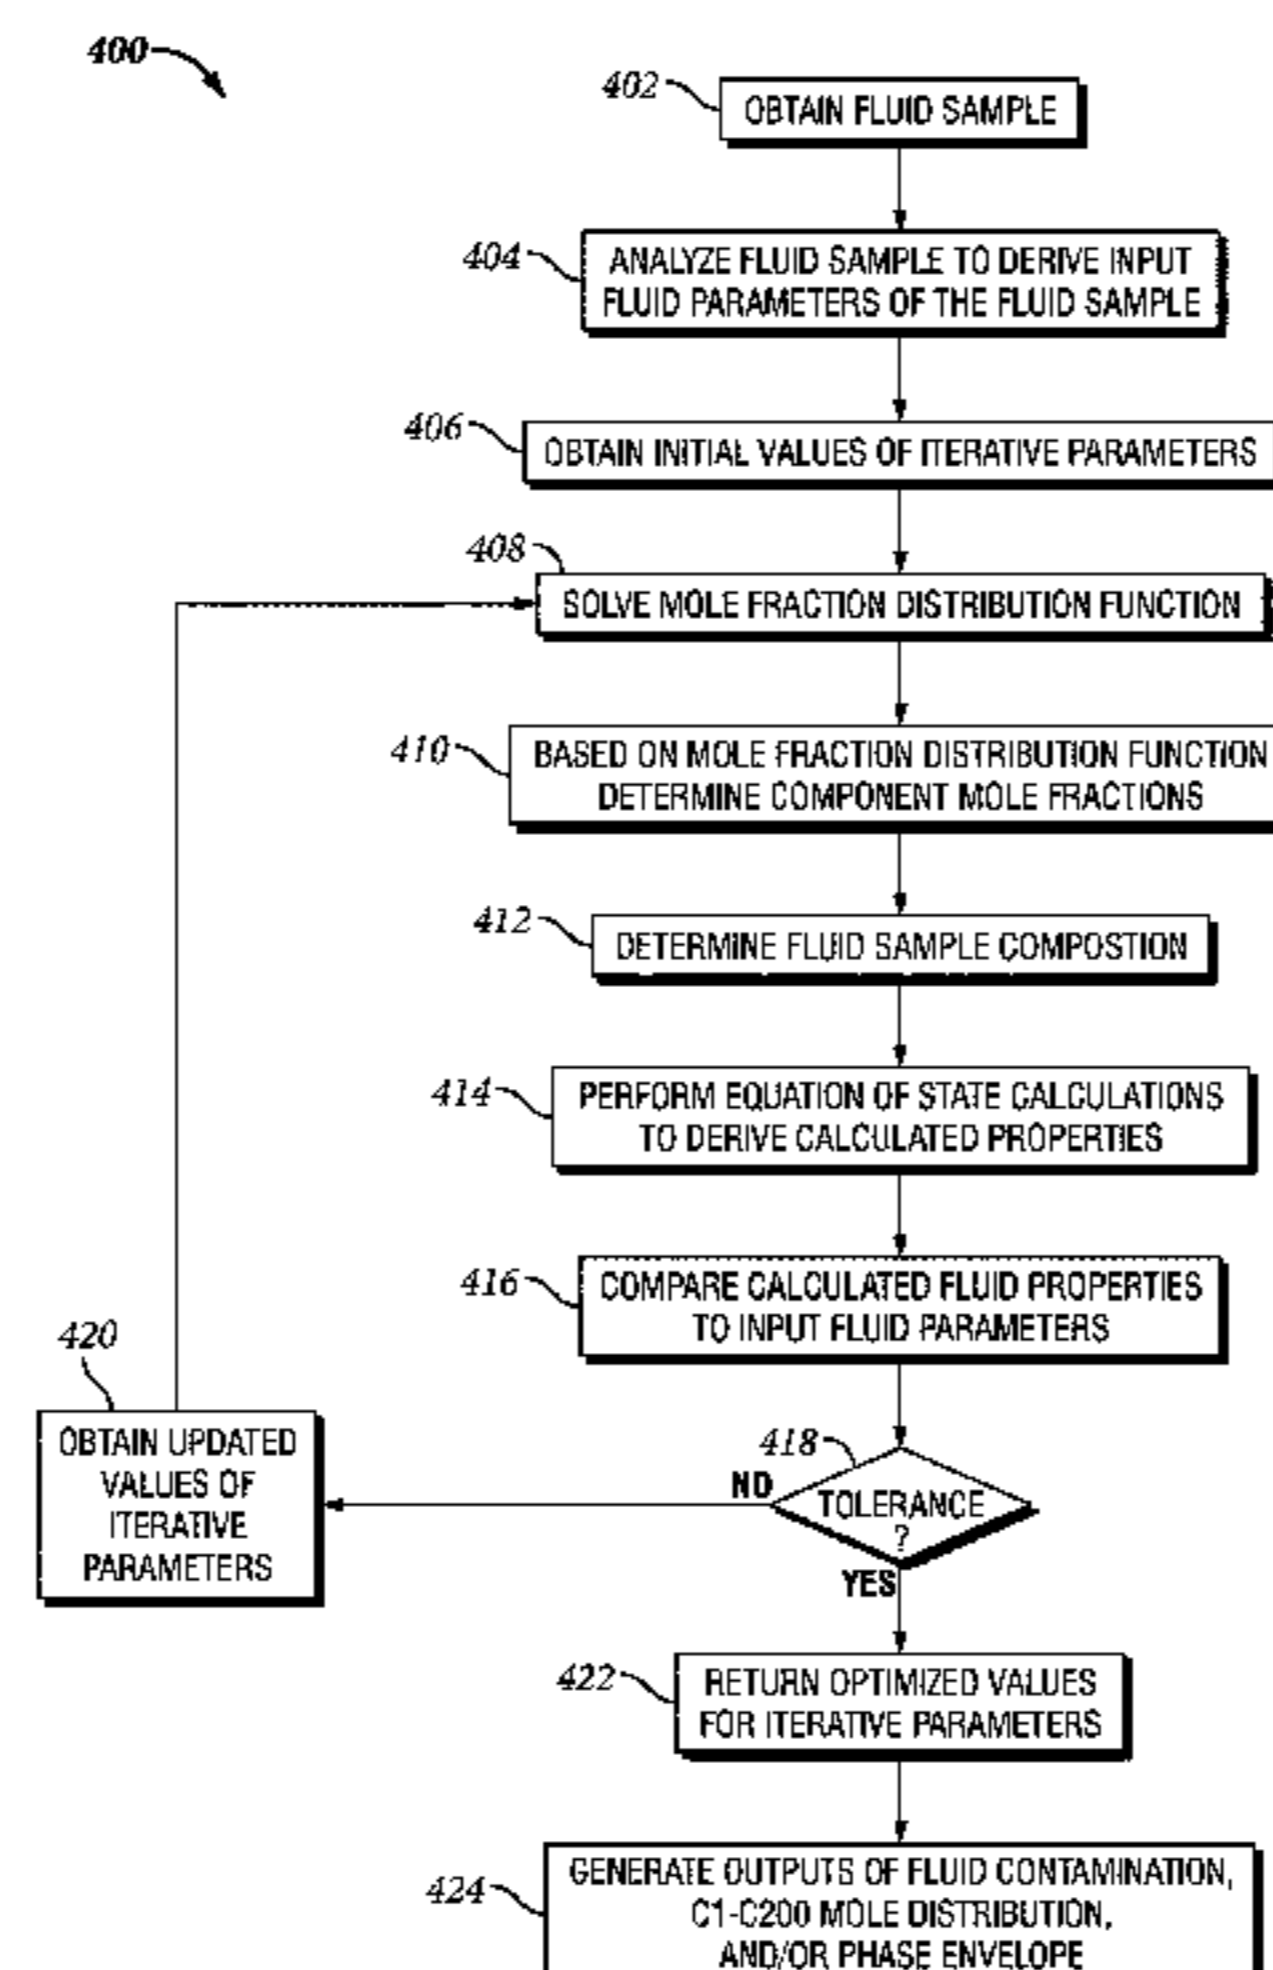 400
402
OBTAIN FLUID SAMPLE
404
ANALYZE FLUID SAMPLE TO DERIVE INPUT
FLUID PARAMETERS OF THE FLUID SAMPLE
406
OBTAIN INITIAL VALUES OF ITERATIVE PARAMETERS
408
SOLVE MOLE FRACTION DISTRIBUTION FUNCTION
410
BASED ON MOLE FRACTION DISTRIBUTION FUNCTION
DETERMINE COMPONENT MOLE FRACTIONS
412
DETERMINE FLUID SAMPLE COMPOSTION
414
PERFORM EQUATION OF STATE CALCULATIONS
TO DERIVE CALCULATED PROPERTIES
416
COMPARE CALCULATED FLUID PROPERTIES
TO INPUT FLUID PARAMETERS
418
TOLERANCE
?
NO
YES
420
OBTAIN UPDATED
VALUES OF
ITERATIVE
PARAMETERS
422
RETURN OPTIMIZED VALUES
FOR ITERATIVE PARAMETERS
424
GENERATE OUTPUTS OF FLUID CONTAMINATION,
C1-C200 MOLE DISTRIBUTION,
AND/OR PHASE ENVELOPE